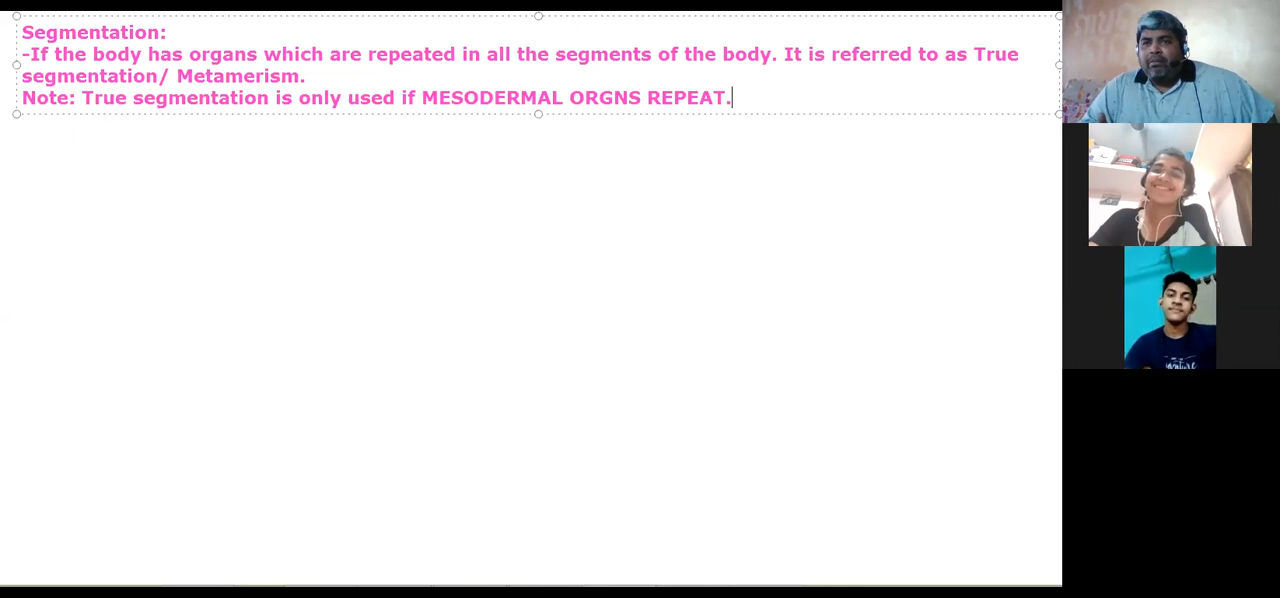 Segmentation:
-If the body has organs which are repeated in all the segments of the body. It is referred to as True
segmentation/ Metamerism.
Note: True segmentation is only used if MESODERMAL ORGNS REPEAT.